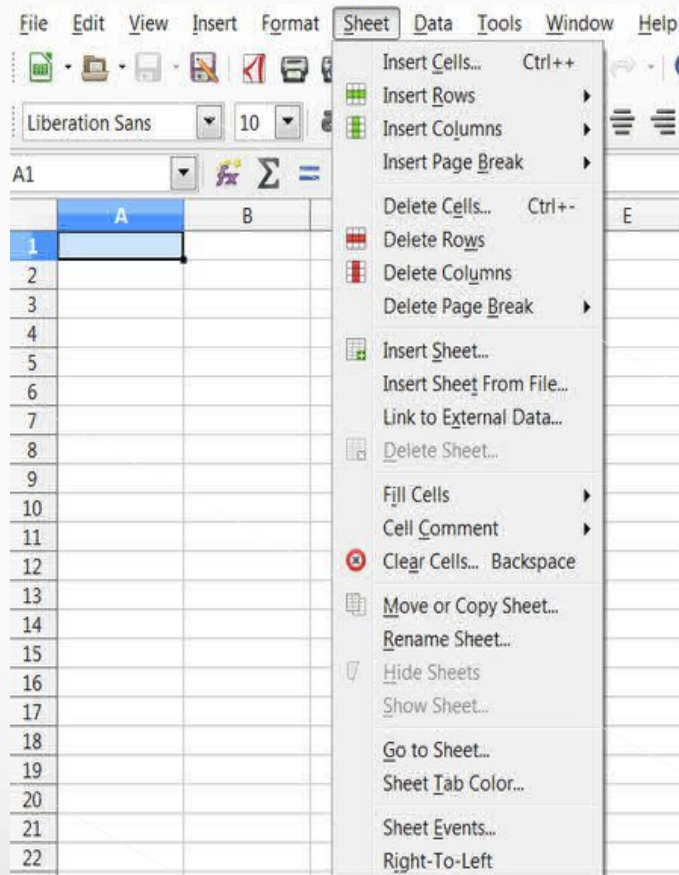 File Edit View Insert Format Sheet Data Tools Window Help
Liberation Sans 10
A1
A B E
Insert Cells... Ctrl++
Insert Rows
Insert Columns
Insert Page Break
Delete Cells... Ctrl+-
Delete Rows
Delete Columns
Delete Page Break
Insert Sheet...
Insert Sheet From File...
Link to External Data...
Delete Sheet...
Fill Cells
Cell Comment
Clear Cells... Backspace
Move or Copy Sheet...
Rename Sheet...
Hide Sheets
Show Sheet...
Go to Sheet...
Sheet Tab Color...
Sheet Events...
Right-To-Left
1
2
3
4
5
6
7
8
9
10
11
12
13
14
15
16
17
18
19
20
21
22